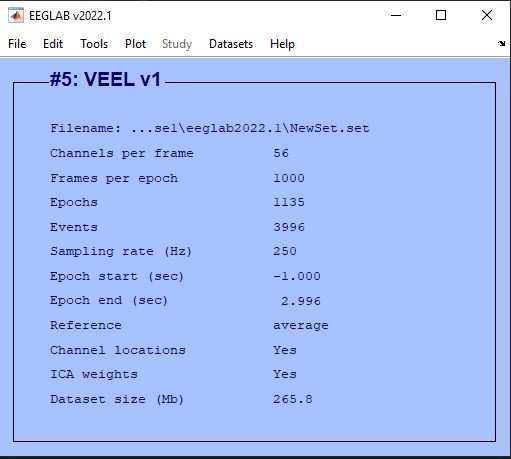 EEGLAB v2022.1
File Edit Tools Plot Study Datasets Help
#5: VEEL v1
Filename: ...se1\eeglab2022.1\NewSet.set
Channels per frame 56
Frames per epoch 1000
Epochs 1135
Events 3996
Sampling rate (Hz) 250
Epoch start (sec) -1.000
Epoch end (sec) 2.996
Reference average
Channel locations Yes
ICA weights Yes
Dataset size (Mb) 265.8